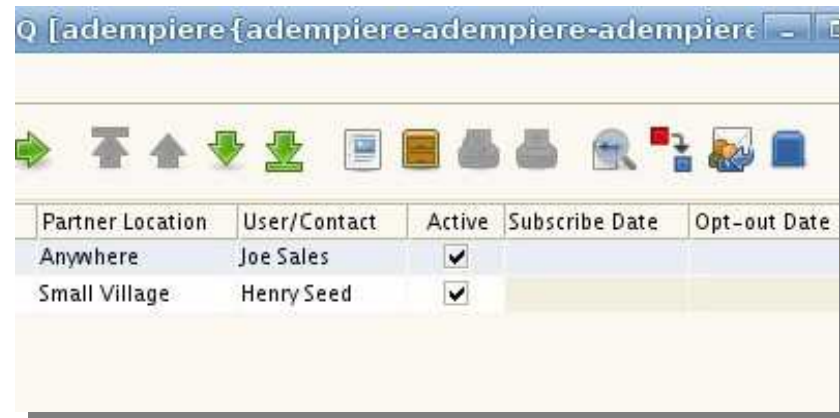 Q [adempiere{adempiere-adempiere-adempiere
Partner Location User/Contact Active Subscribe Date Opt-out Date
Anywhere Joe Sales
Small Village Henry Seed